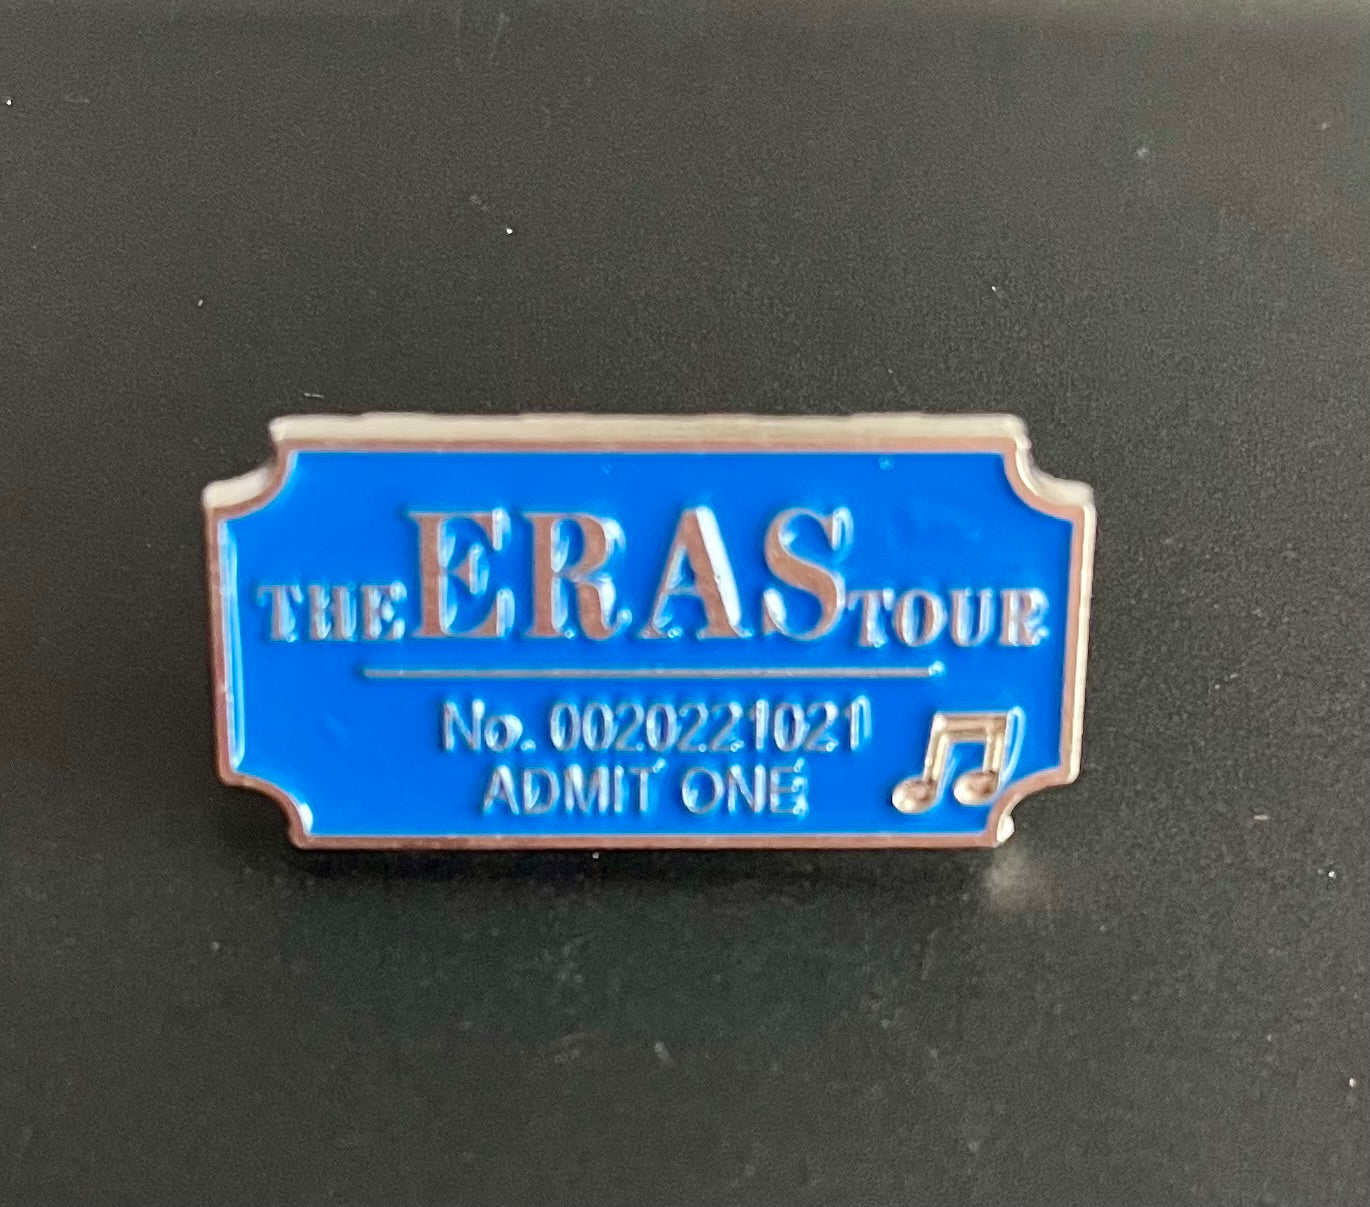 THE ERAS TOUR
No. 0020221021
ADMIT ONE